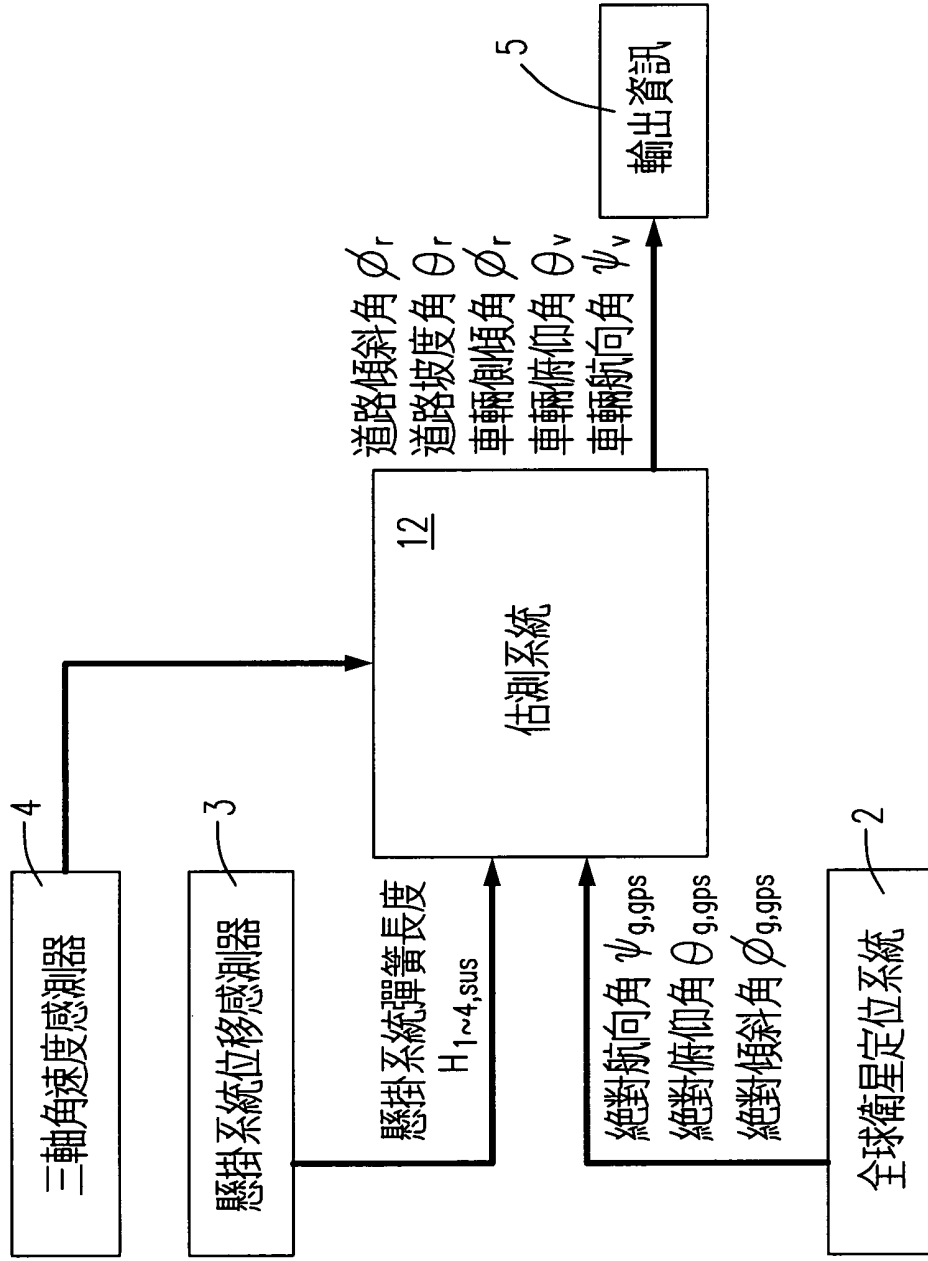 三軸角速度感測器
4
懸掛系統位移感測器
3
懸掛系統彈簧長度
H1~4,sus
絕對航向角 ψg,gps
絕對俯仰角 θg,gps
絕對傾斜角 ϕg,gps
全球衛星定位系統
2
12
估測系統
道路傾斜角 ϕr
道路坡度角 θr
車輛側傾角 ϕr
車輛俯仰角 θv
車輛航向角 ψv
5
輸出資訊